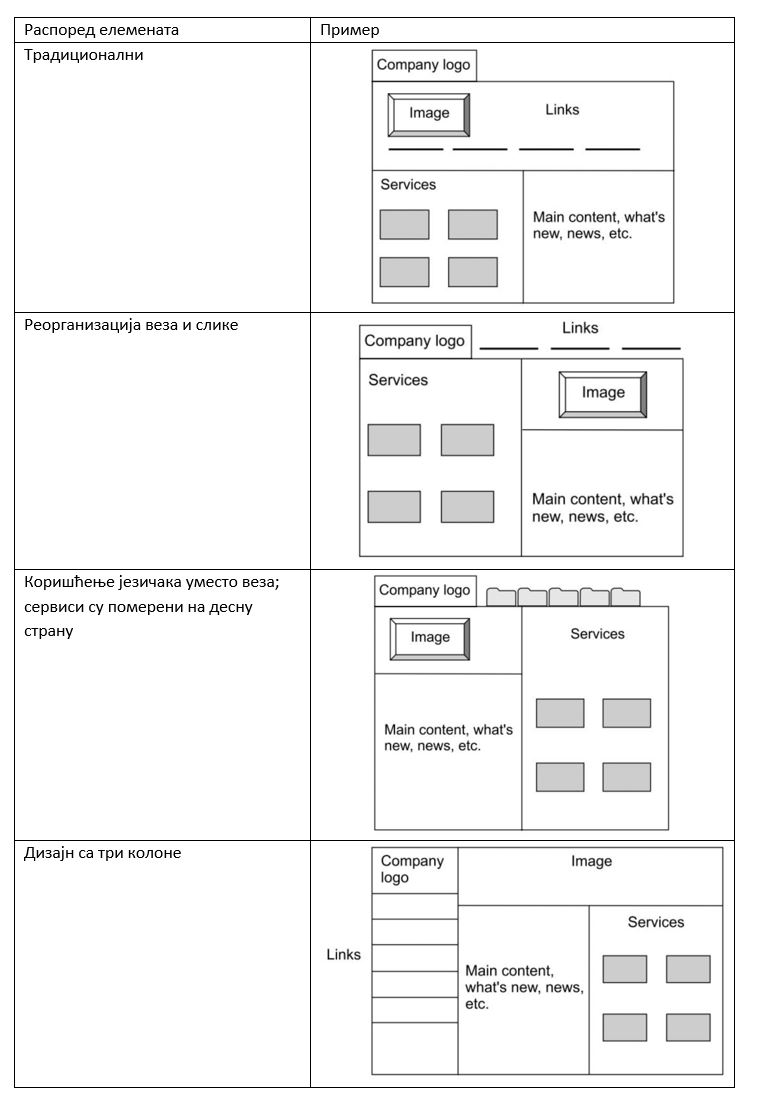 Распоред елемената
Пример
Традиционални
Company logo
Image
Links
Services
Main content, what's
new, news, etc.
Реорганизација веза и слике
Links
Company logo
Services
Image
Main content, what's
new, news, etc.
Коришћење језичака уместо веза;
сервиси су померени на десну
страну
Company logo
Image
Services
Main content, what's
new, news, etc.
Дизајн са три колоне
Company
logo
Image
Services
Links
Main content,
what's new, news,
etc.